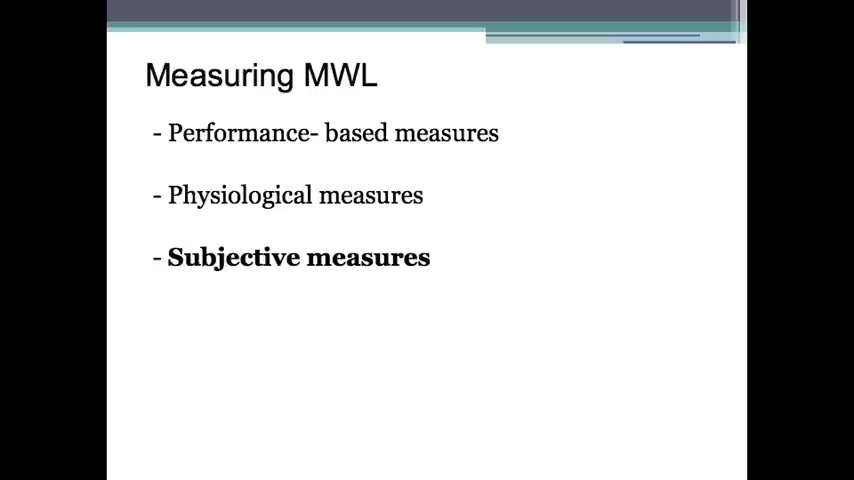 Measuring MWL
- Performance- based measures
- Physiological measures
- Subjective measures